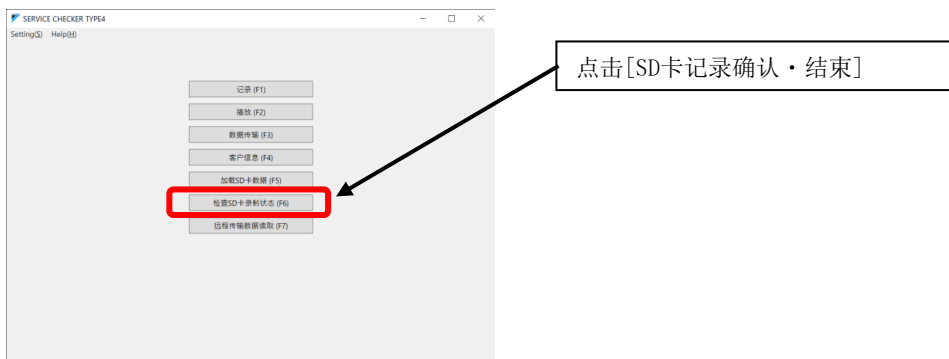 SERVICE CHECKER TYPE4
Setting(S) Help(H)
点击[SD卡记录确认・结束]
记录 (F1)
播放 (F2)
数据传输 (F3)
客户信息 (F4)
加载SD卡数据 (F5)
检查SD卡录制状态 (F6)
远程传输数据读取 (F7)